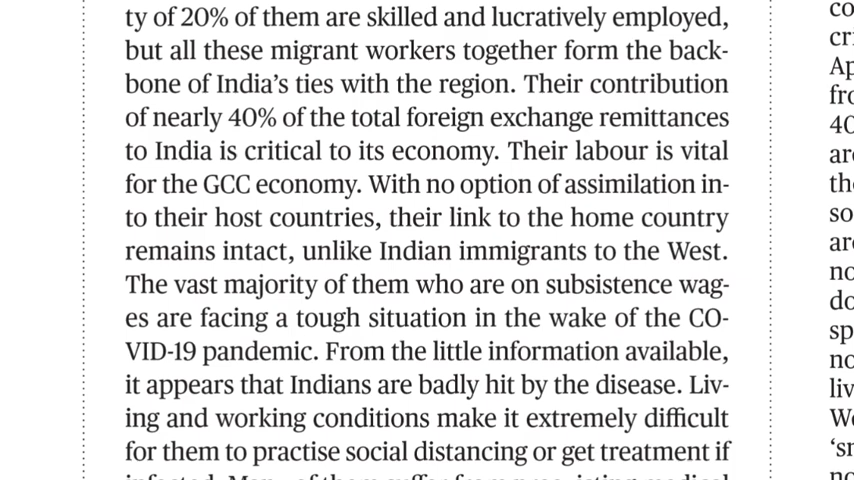 ty of 20% of them are skilled and lucratively employed,
but all these migrant workers together form the back-
bone of India’s ties with the region. Their contribution
of nearly 40% of the total foreign exchange remittances
to India is critical to its economy. Their labour is vital
for the GCC economy. With no option of assimilation in-
to their host countries, their link to the home country
remains intact, unlike Indian immigrants to the West.
The vast majority of them who are on subsistence wag-
es are facing a tough situation in the wake of the CO-
VID-19 pandemic. From the little information available,
it appears that Indians are badly hit by the disease. Liv-
ing and working conditions make it extremely difficult
for them to practise social distancing or get treatment if